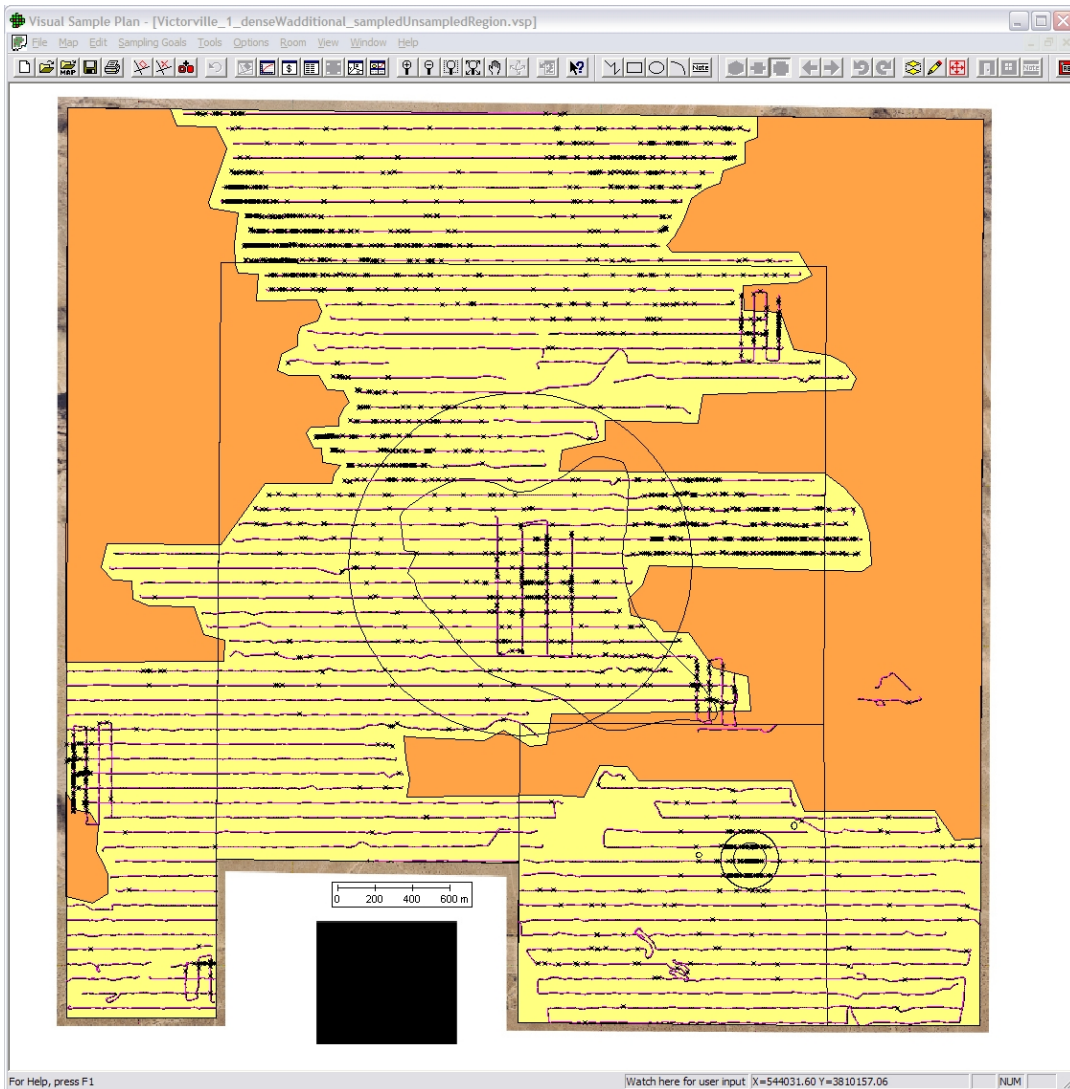 Visual Sample Plan - [Victorville_1_denseWadditional_sampledUnsampledRegion.vsp]
File Map Edit Sampling Goals Tools Options Room View Window Help
MAP
Note
Note
0 200 400 600 m
For Help, press F1
Watch here for user input X=544031.60 Y=3810157.06 NUM